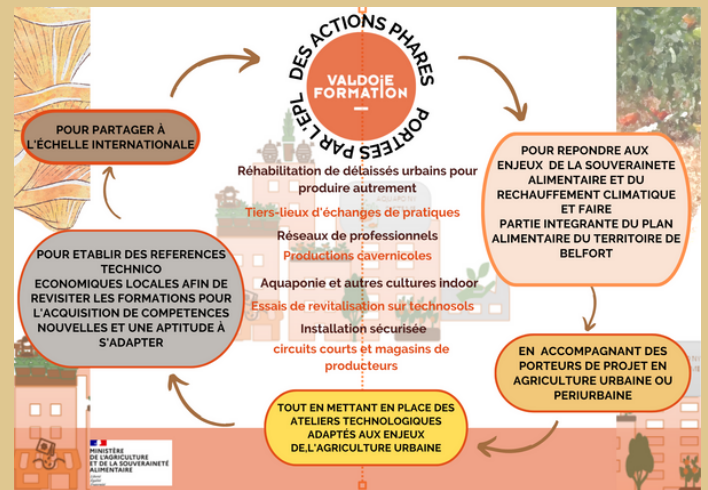 DES ACTIONS PHARES
PORTEES PAR L'EPL
VALDOIE
FORMATION
POUR PARTAGER À
L'ÉCHELLE INTERNATIONALE
POUR REPONDRE AUX
ENJEUX DE LA SOUVERAINETE
ALIMENTAIRE ET DU
RECHAUFFEMENT CLIMATIQUE
ET FAIRE
PARTIE INTEGRANTE DU PLAN
ALIMENTAIRE DU TERRITOIRE DE
BELFORT
Réhabilitation de délaissés urbains pour
produire autrement
Tiers-lieux d'échanges de pratiques
Réseaux de professionnels
Productions cavernicoles
Aquaponie et autres cultures indoor
Essais de revitalisation sur technosols
Installation sécurisée
circuits courts et magasins de
producteurs
POUR ETABLIR DES REFERENCES
TECHNICO
ECONOMIQUES LOCALES AFIN DE
REVISITER LES FORMATIONS POUR
L'ACQUISITION DE COMPETENCES
NOUVELLES ET UNE APTITUDE À
S'ADAPTER
EN ACCOMPAGNANT DES
PORTEURS DE PROJET EN
AGRICULTURE URBAINE OU
PERIURBAINE
TOUT EN METTANT EN PLACE DES
ATELIERS TECHNOLOGIQUES
ADAPTÉS AUX ENJEUX
DE,L'AGRICULTURE URBAINE
MINISTÈRE
DE L'AGRICULTURE
ET DE LA SOUVERAINETÉ
ALIMENTAIRE